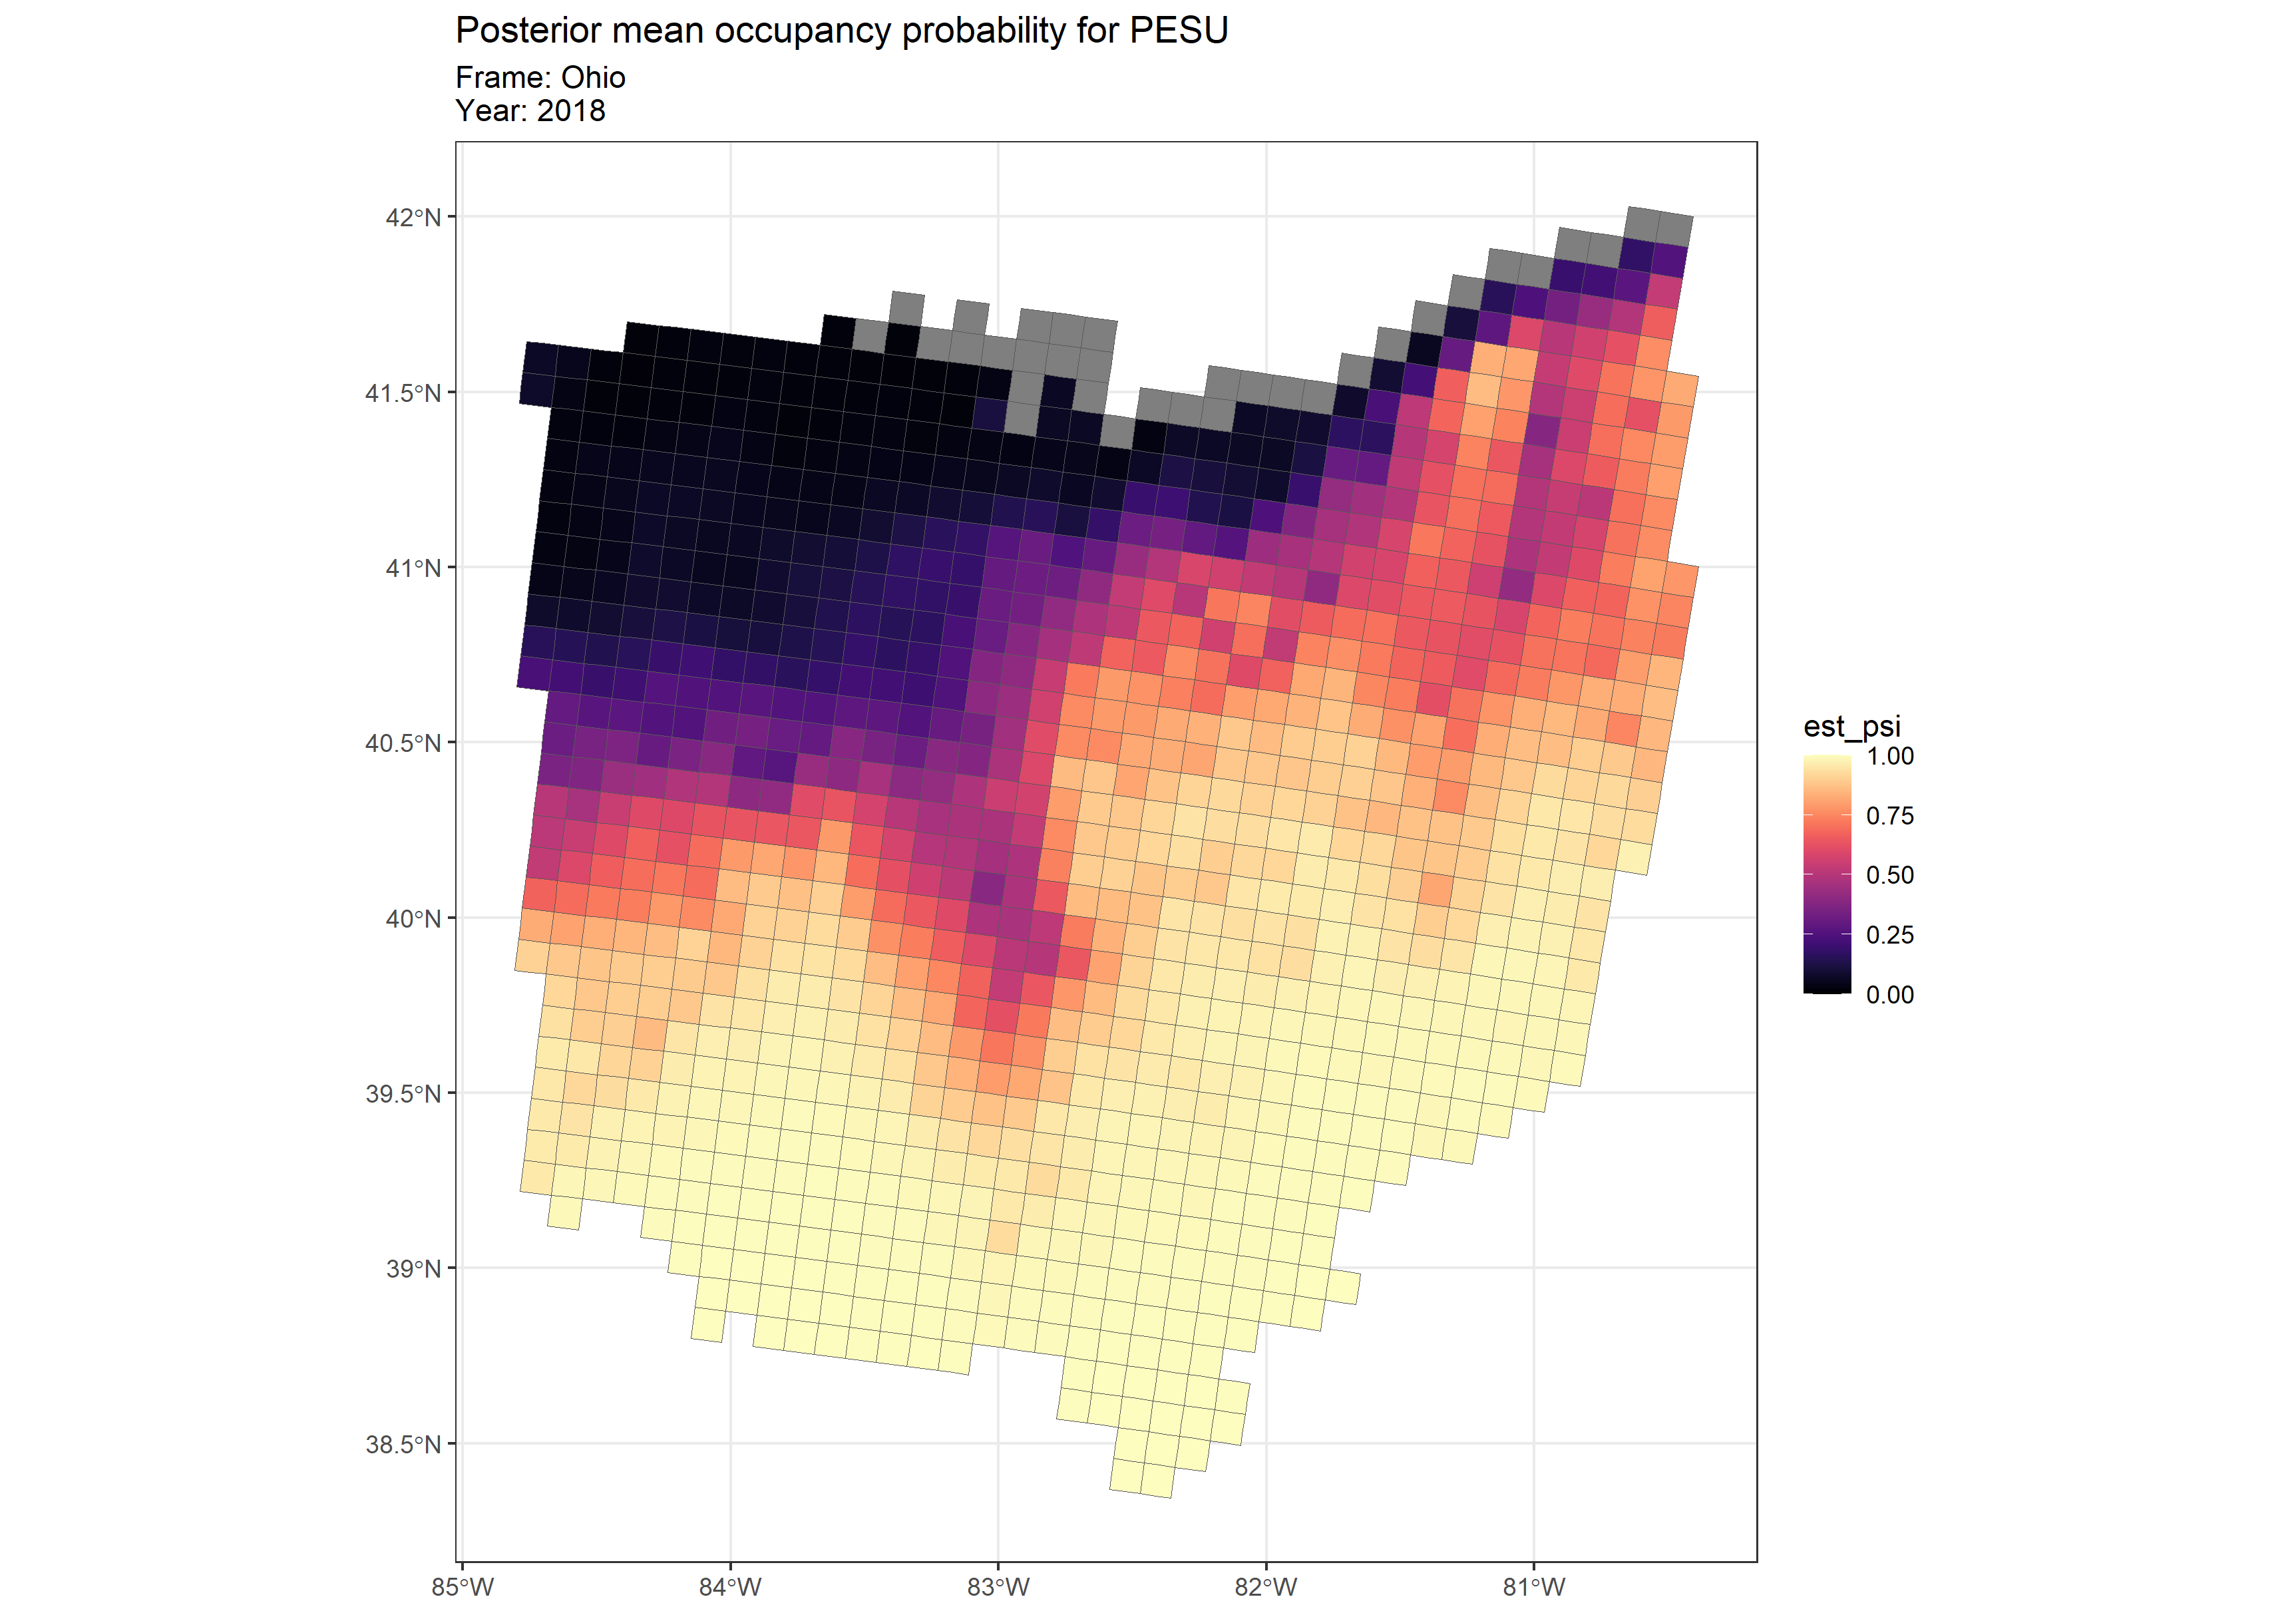 Posterior mean occupancy probability for PESU
Frame: Ohio
Year: 2018
42°N
41.5°N
41°N
40.5°N
40°N
39.5°N
39°N
38.5°N
85°W
84°W
83°W
82°W
81°W
est_psi
1.00
0.75
0.50
0.25
0.00